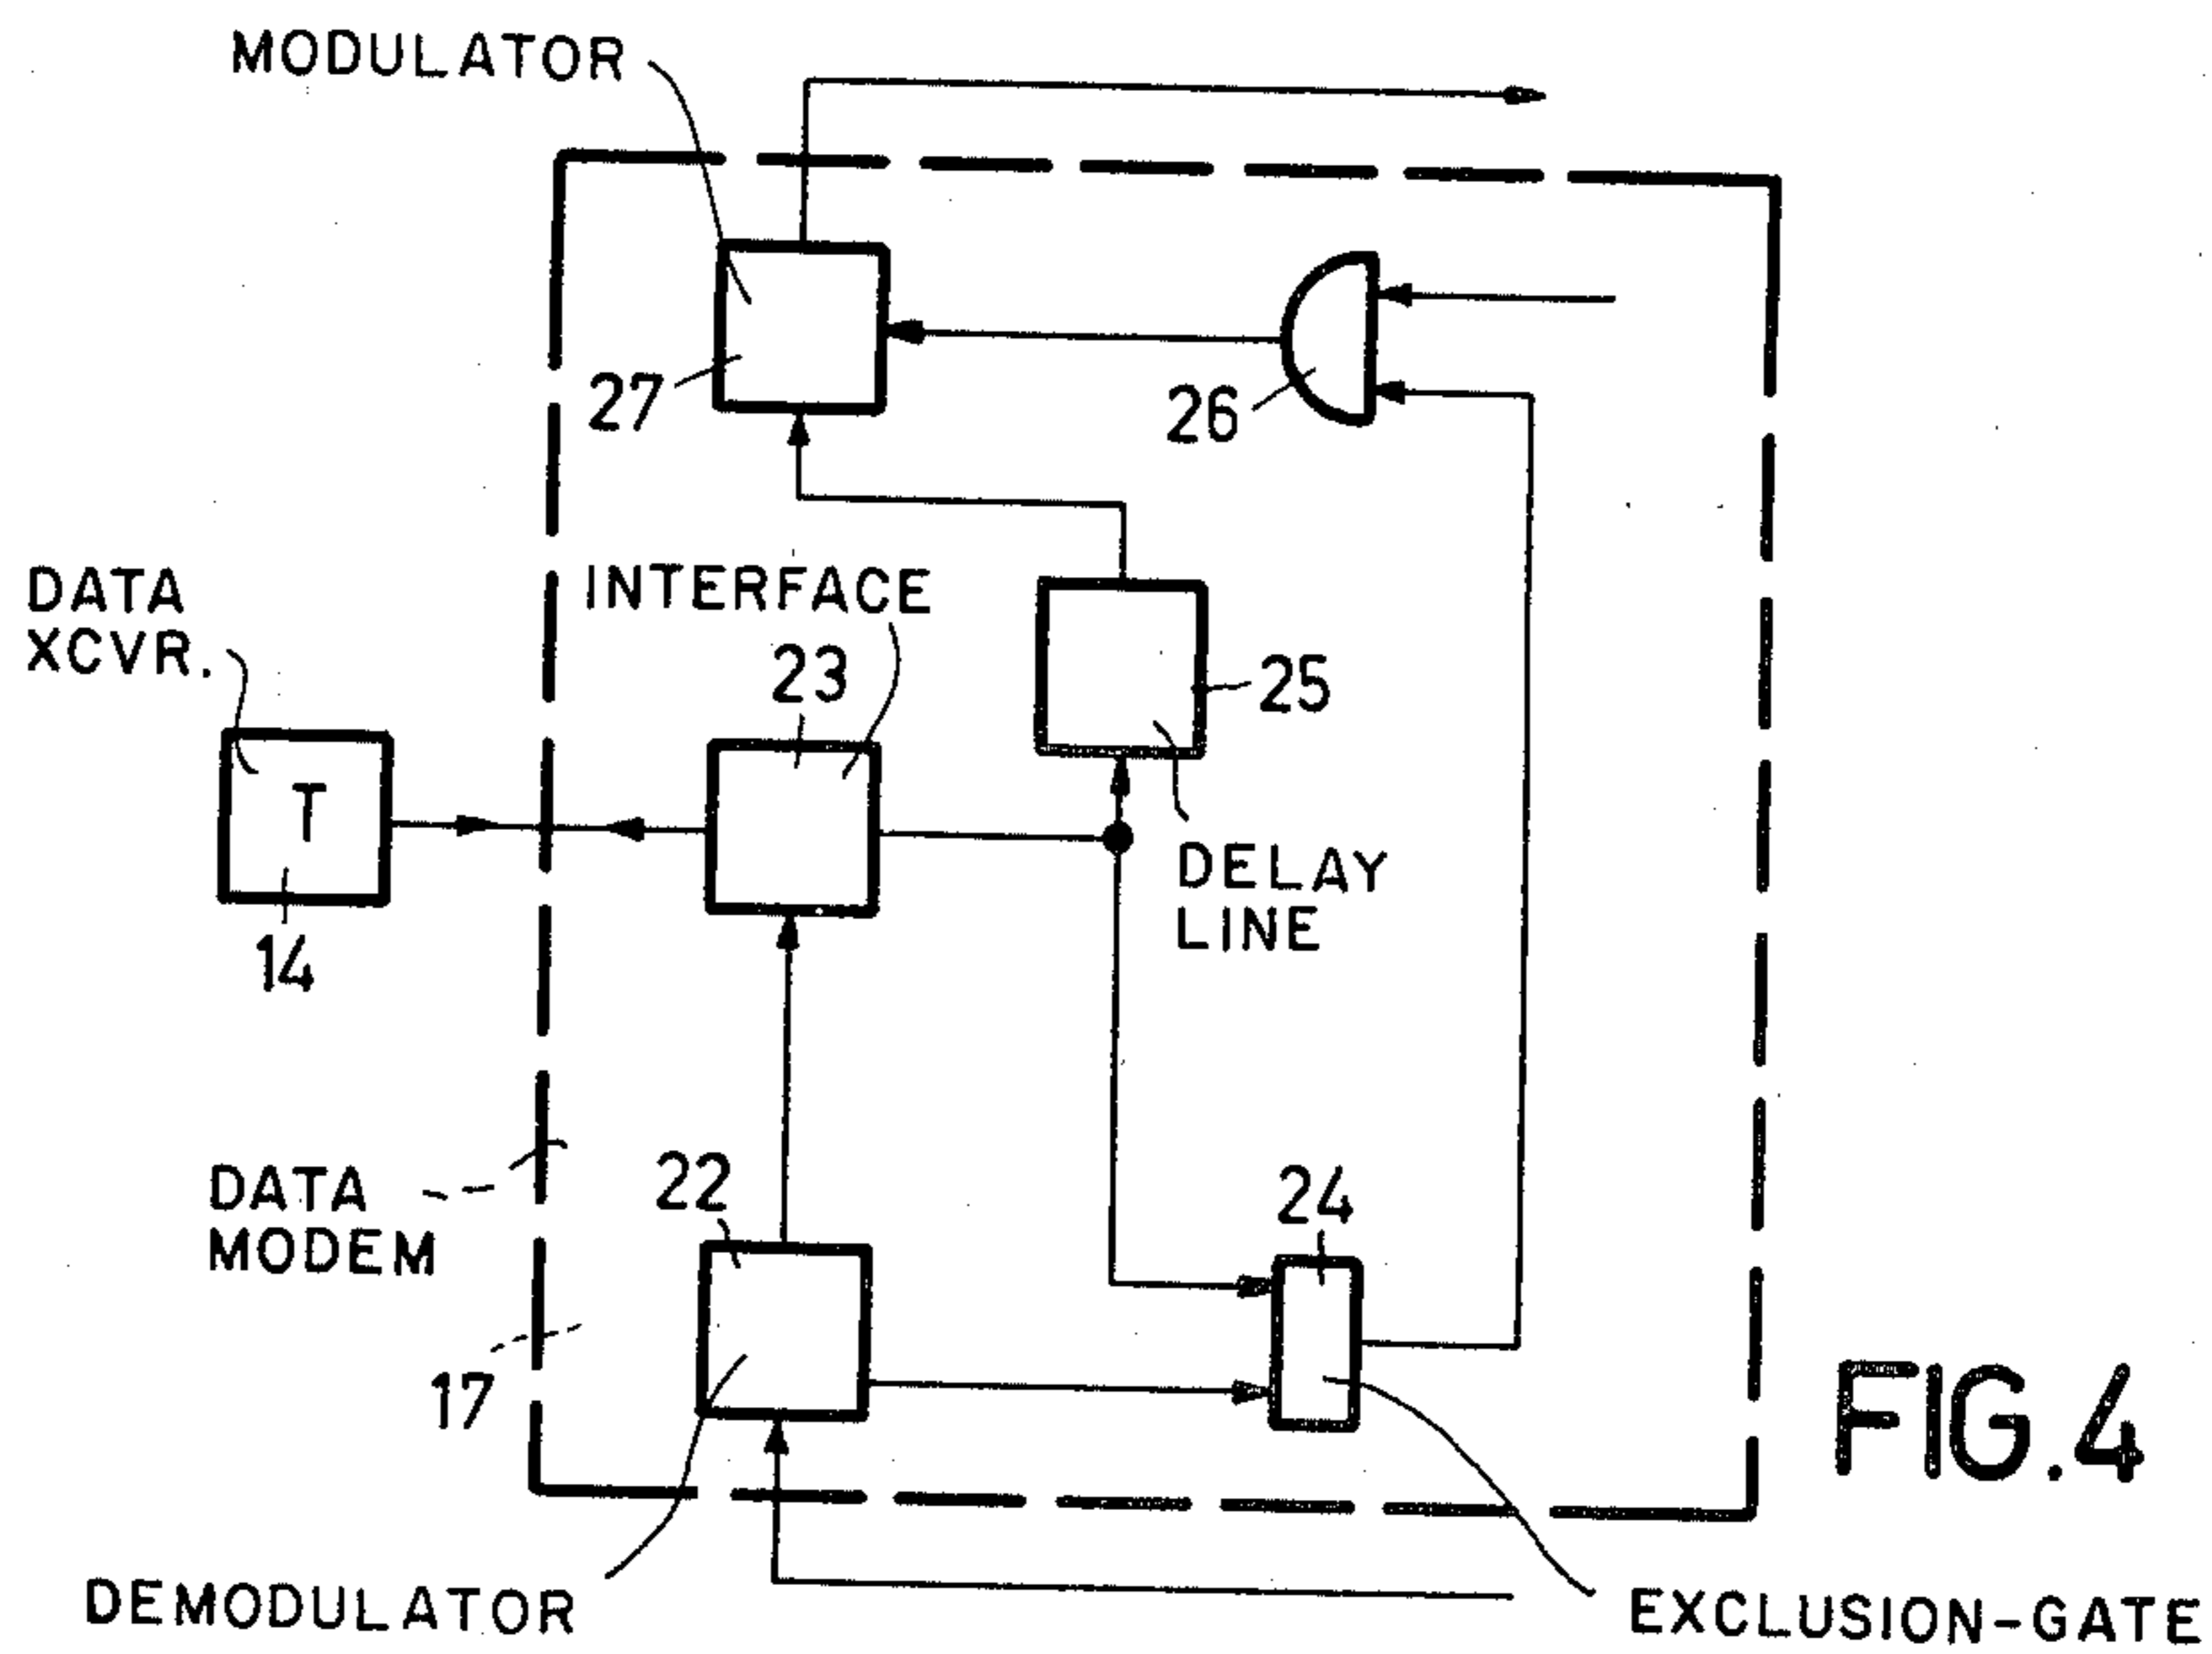 MODULATOR
27
26
INTERFACE
DATA
XCVR.
23
25
T
DELAY
LINE
14
22
24
DATA
MODEM
17
FIG.4
DEMODULATOR
EXCLUSION-GATE